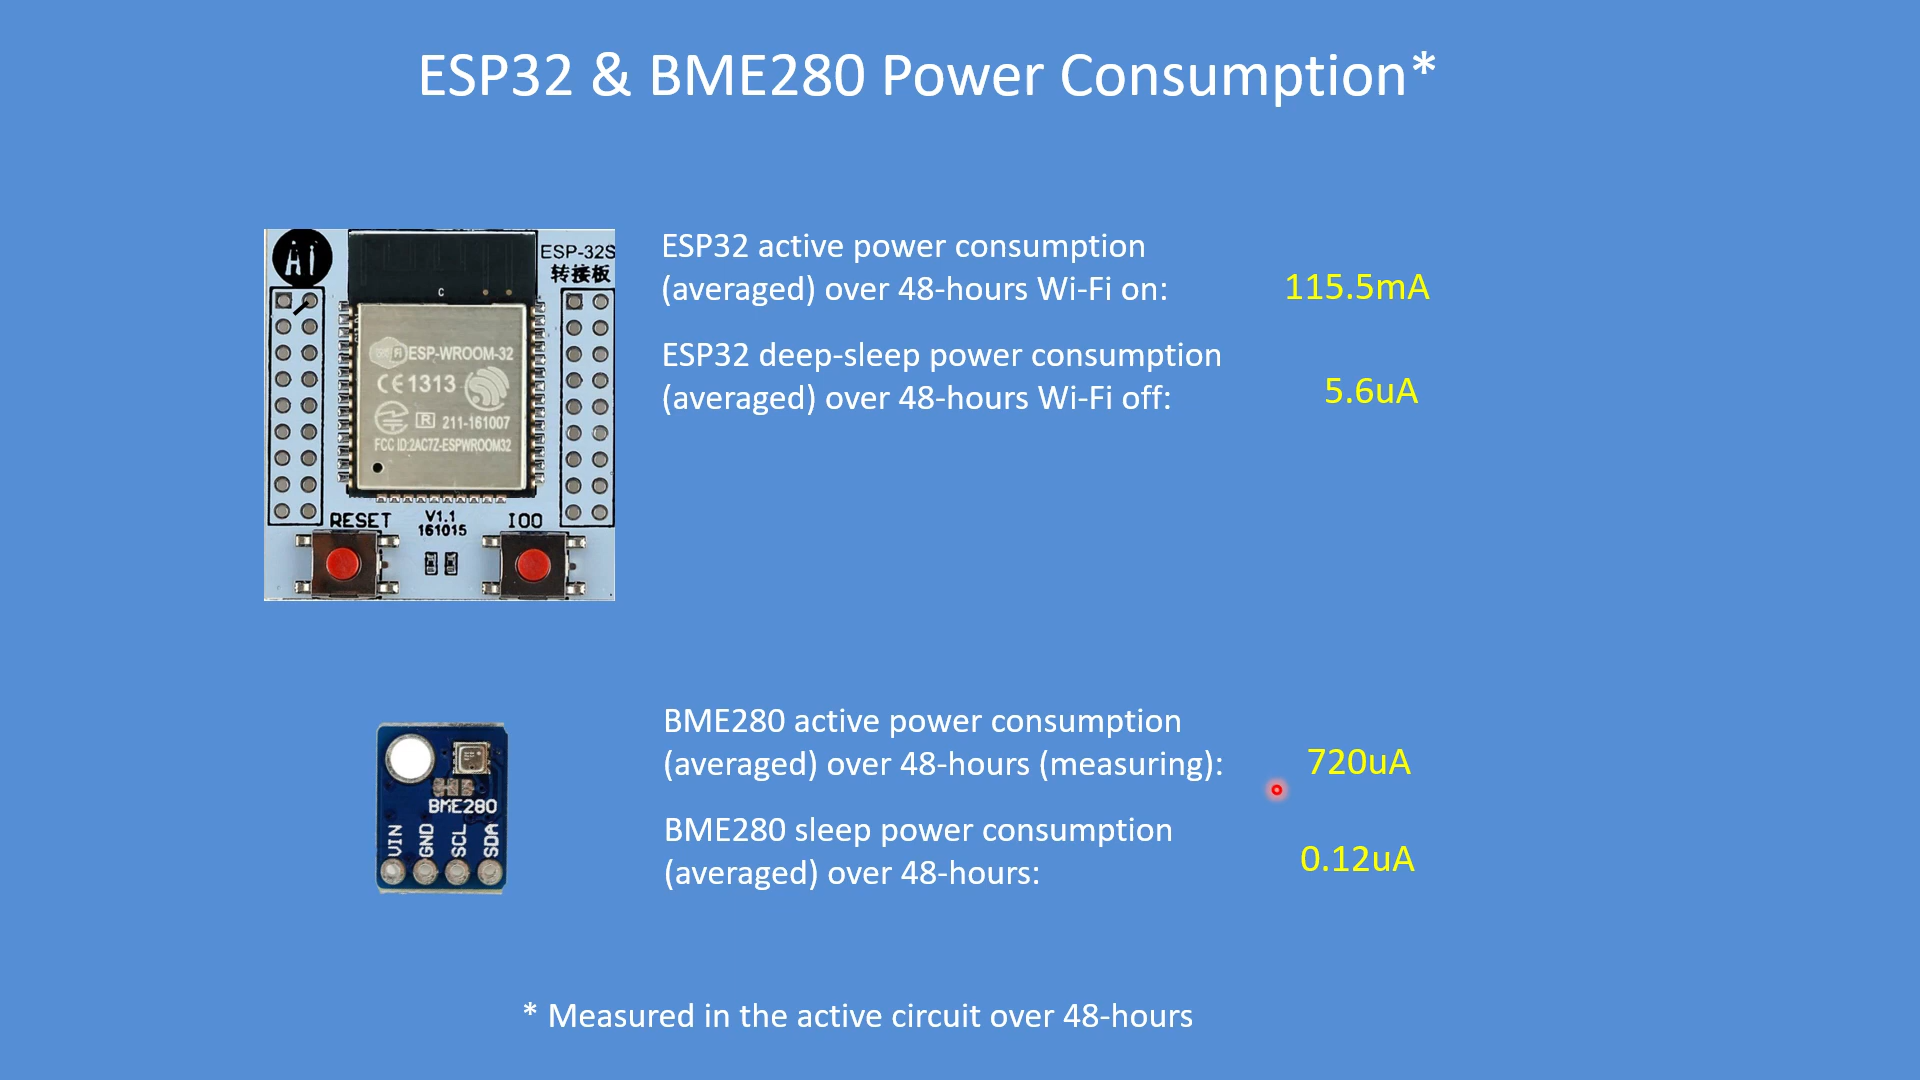 ESP32 & BME280 Power Consumption*
Ai
ESP-32S
转接板
C
ESP-WROOM-32
CE1313
R 211-161007
FCC ID:2AC7Z-ESPWROOM32
RESET
V1.1
161015
IO0
ESP32 active power consumption
(averaged) over 48-hours Wi-Fi on:
115.5mA
ESP32 deep-sleep power consumption
(averaged) over 48-hours Wi-Fi off:
5.6uA
BME280
VIN
GND
SCL
SDA
BME280 active power consumption
(averaged) over 48-hours (measuring):
720uA
BME280 sleep power consumption
(averaged) over 48-hours:
0.12uA
* Measured in the active circuit over 48-hours